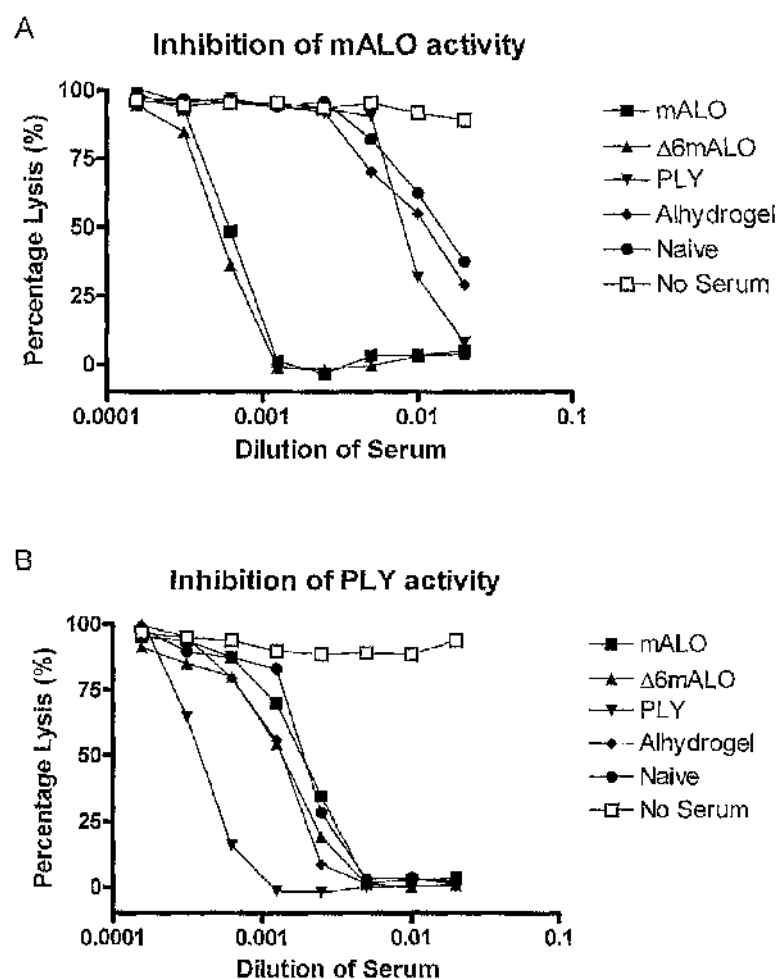 A
Inhibition of mALO activity
Percentage Lysis (%)
100
75
50
25
0
0.0001
0.001
0.01
0.1
Dilution of Serum
mALO
Δ6mALO
PLY
Alhydrogel
Naive
No Serum
B
Inhibition of PLY activity
Percentage Lysis (%)
100
75
50
25
0
0.0001
0.001
0.01
0.1
Dilution of Serum
mALO
Δ6mALO
PLY
Alhydrogel
Naive
No Serum